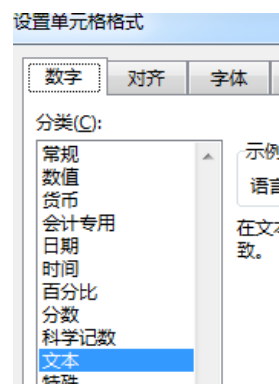 设置单元格格式
数字
对齐
字体
分类(C):
常规
数值
货币
会计专用
日期
时间
百分比
分数
科学记数
文本
特殊
示例
语言
在文本
致。